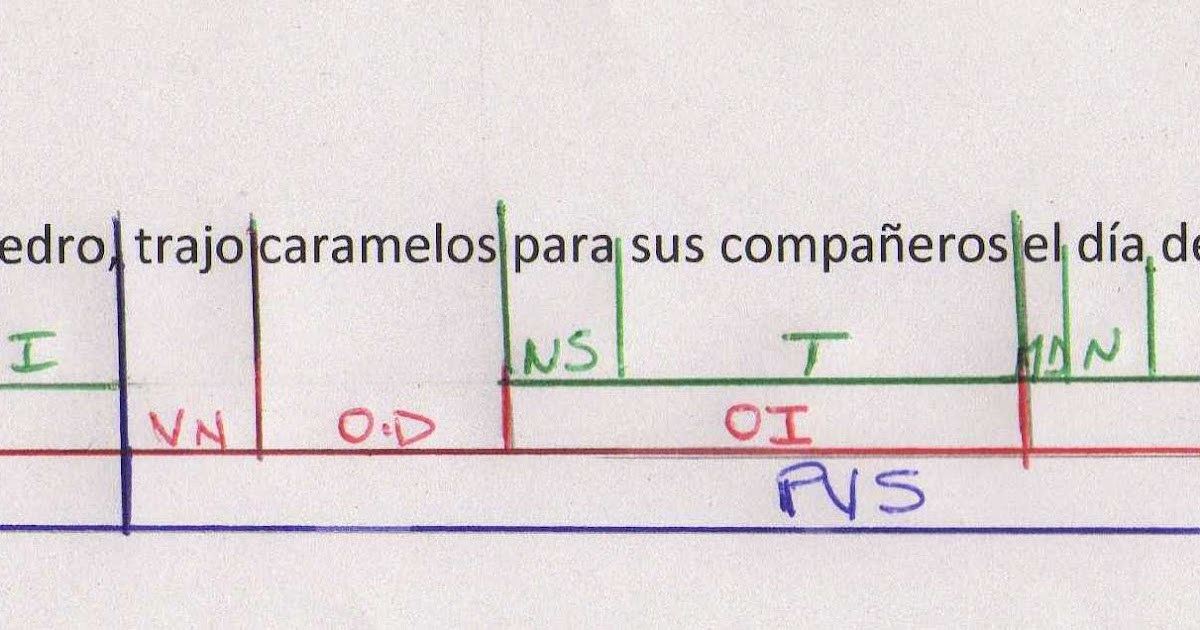 edro, trajo caramelos para sus compañeros el día de
I NS T MD N
VN O.D OI
PVS